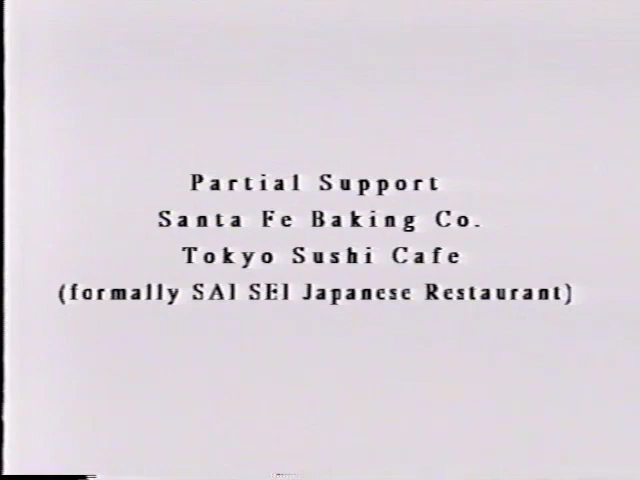 Partial Support
Santa Fe Baking Co.
Tokyo Sushi Cafe
(formally SAI SEI Japanese Restaurant)